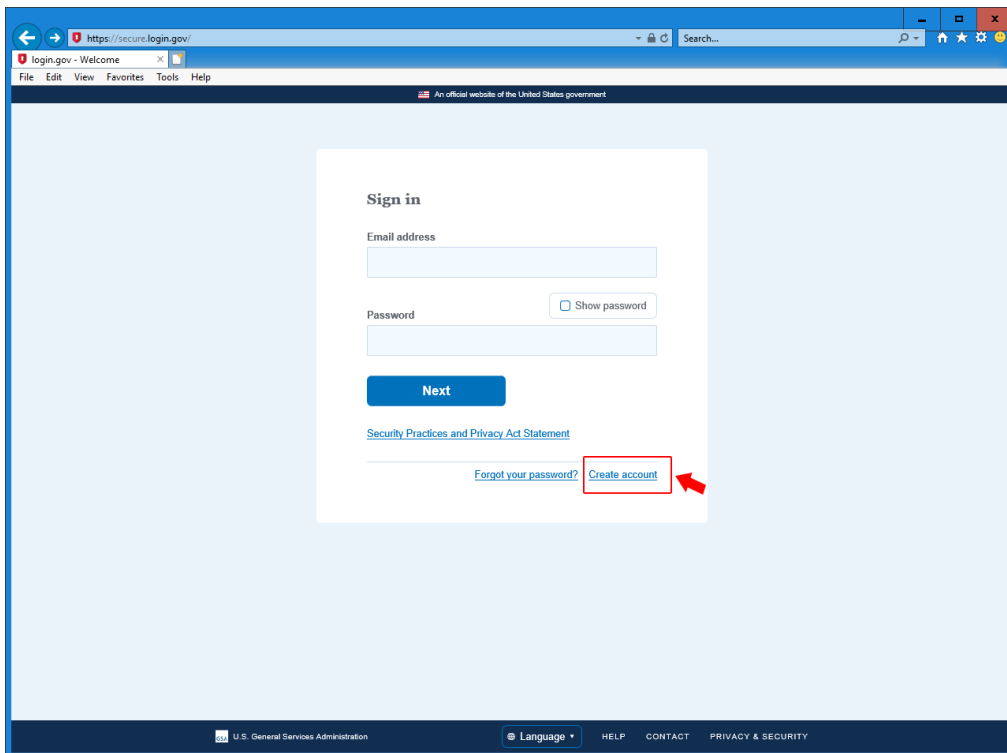 https://secure.login.gov/
Search...
login.gov - Welcome
File Edit View Favorites Tools Help
An official website of the United States government
Sign in
Email address
Show password
Password
Next
Security Practices and Privacy Act Statement
Forgot your password? Create account
GSA U.S. General Services Administration Language HELP CONTACT PRIVACY & SECURITY